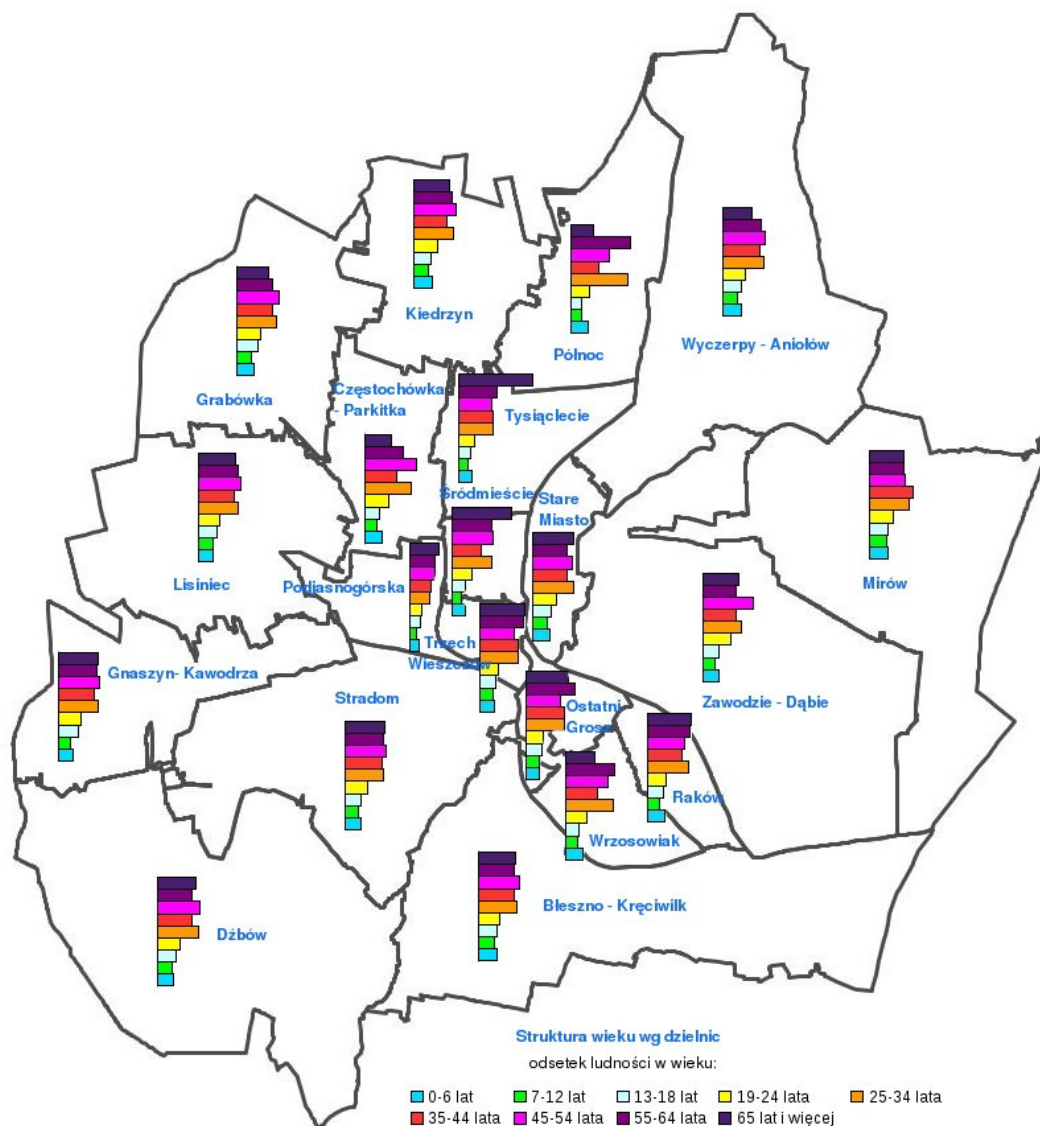 Kiedrzyn
Północ
Wyczerpy - Aniołów
Grabówka
Częstochówka
- Parkitka
Tysiąclecie
Śródmieście
Stare
Miasto
Lisiniec
Podjasnogórska
Mirów
Trzech
Wieszczów
Gnaszyn- Kawodrza
Stradom
Ostatni
Grosz
Zawodzie - Dąbie
Raków
Wrzosowiak
Błeszno - Kręciwilk
Dźbów
Struktura wieku wg dzielnic
odsetek ludności w wieku:
0-6 lat 7-12 lat 13-18 lat 19-24 lata 25-34 lata
35-44 lata 45-54 lata 55-64 lata 65 lat i więcej